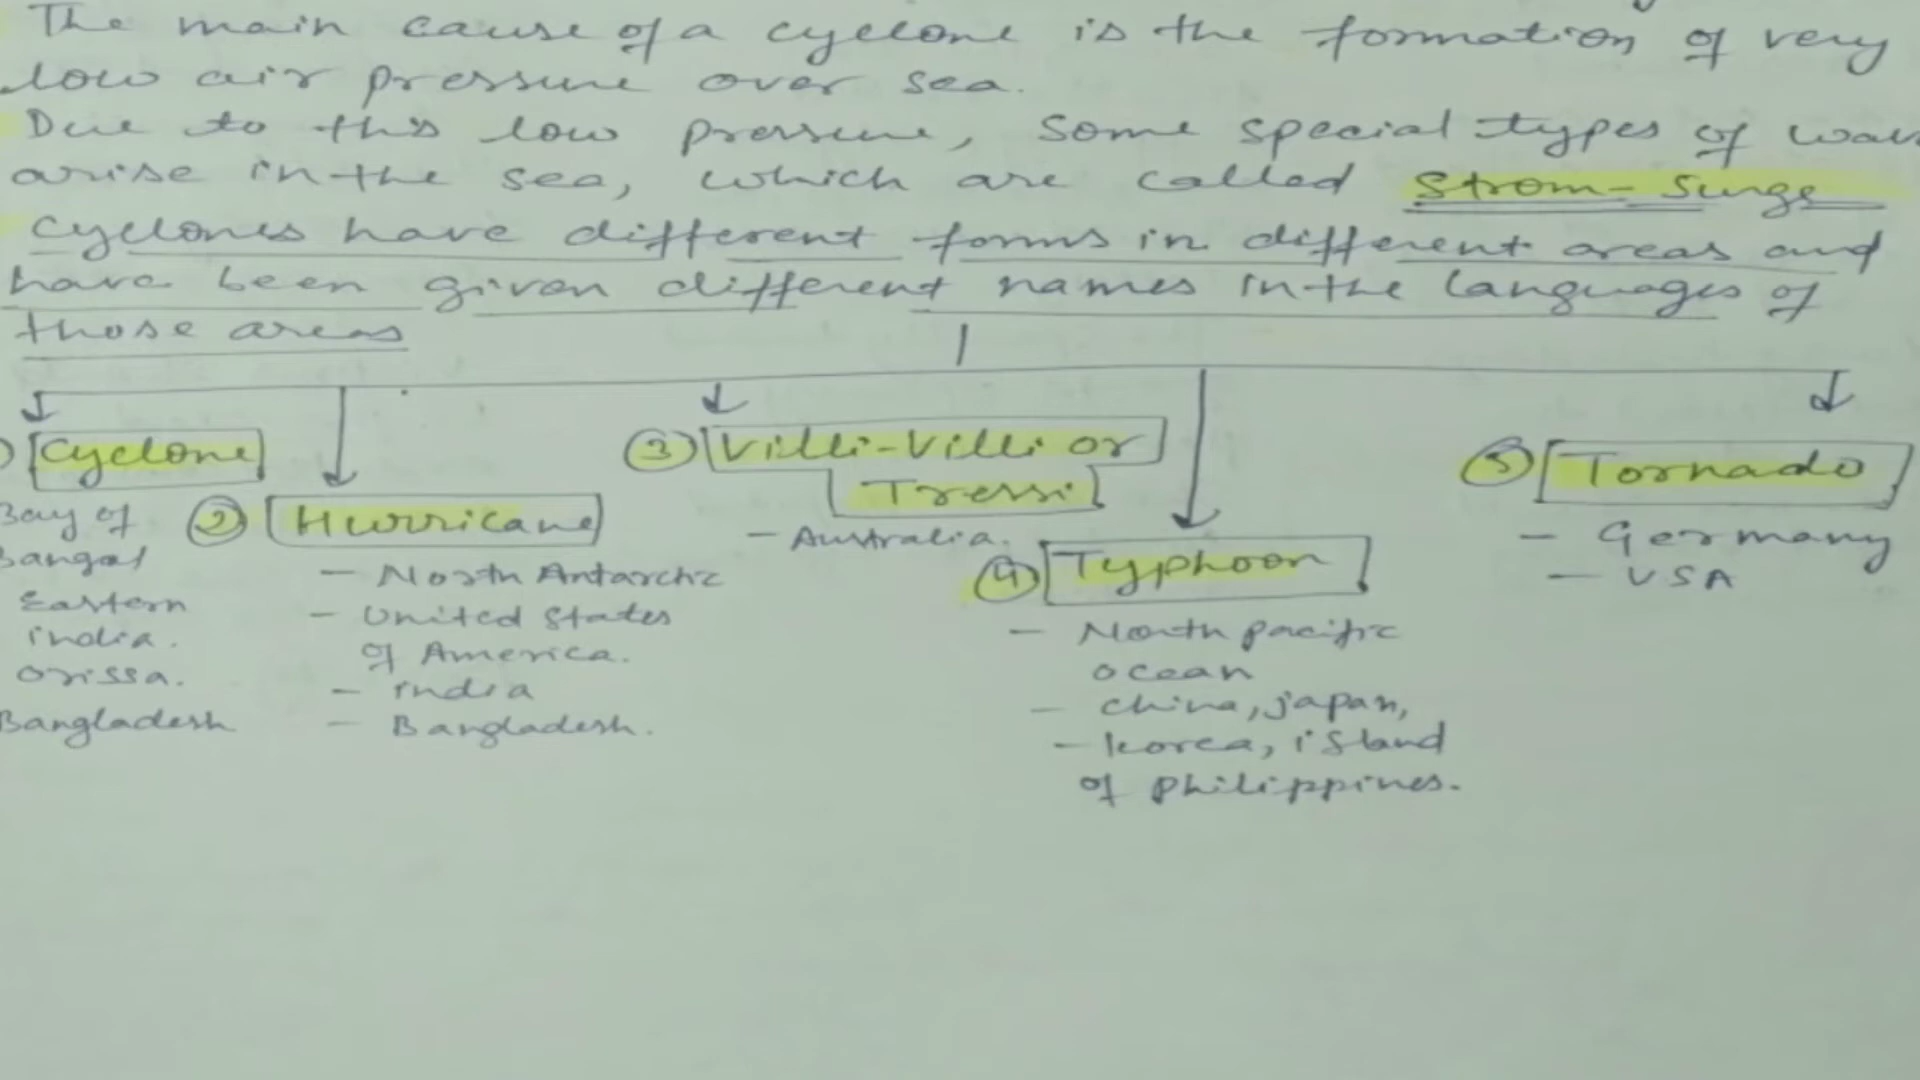 The main cause of a cyclone is the formation of very
low air pressure over sea.
Due to this low pressure, some special types of
arise in the sea, which are called Strom-Surge
Cyclones have different forms in different areas and
have been given different names in the languages of
those areas
Cyclone
Bay of
Bangal
Eastern
india.
orissa.
Bangladesh
② Hurricane
- North Antarctic
- United States
of America.
- india
- Bangladesh.
③ Villi-Villi or
Tressi
- Australia.
④ Typhoon
- North pacific
ocean
- china, japan,
- korea, island
of philippines.
⑤ Tornado
- Germany
- USA